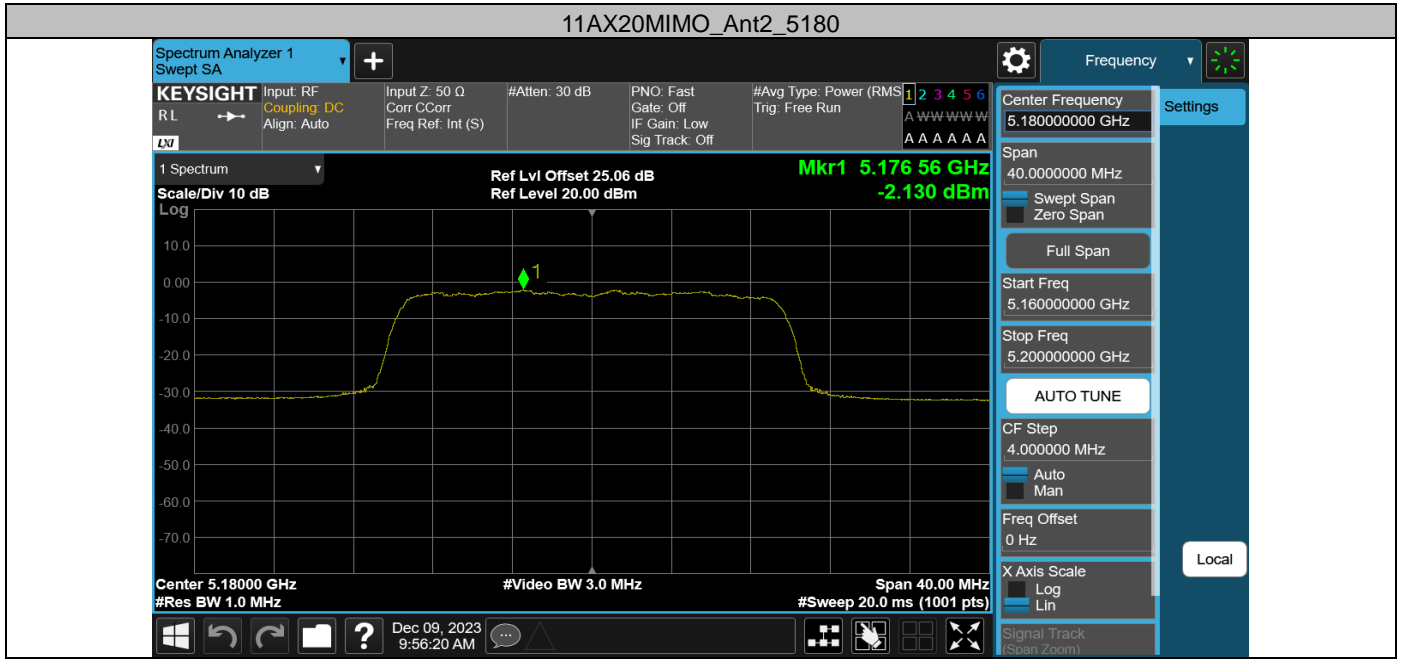 11AX20MIMO_Ant2_5180
Spectrum Analyzer 1
Swept SA
Frequency
KEYSIGHT
R L
LXI
Input: RF
Coupling: DC
Align: Auto
Input Z: 50 Ω
Corr CCorr
Freq Ref: Int (S)
#Atten: 30 dB
PNO: Fast
Gate: Off
IF Gain: Low
Sig Track: Off
#Avg Type: Power (RMS
Trig: Free Run
1 2 3 4 5 6
A W W W W W
A A A A A A
1 Spectrum
Scale/Div 10 dB
Log
Ref Lvl Offset 25.06 dB
Ref Level 20.00 dBm
Mkr1 5.176 56 GHz
-2.130 dBm
1
10.0
0.00
-10.0
-20.0
-30.0
-40.0
-50.0
-60.0
-70.0
Center 5.18000 GHz
#Res BW 1.0 MHz
#Video BW 3.0 MHz
Span 40.00 MHz
#Sweep 20.0 ms (1001 pts)
Center Frequency
5.180000000 GHz
Span
40.0000000 MHz
Swept Span
Zero Span
Full Span
Start Freq
5.160000000 GHz
Stop Freq
5.200000000 GHz
AUTO TUNE
CF Step
4.000000 MHz
Auto
Man
Freq Offset
0 Hz
X Axis Scale
Log
Lin
Signal Track
(Span Zoom)
Settings
Local
?
Dec 09, 2023
9:56:20 AM